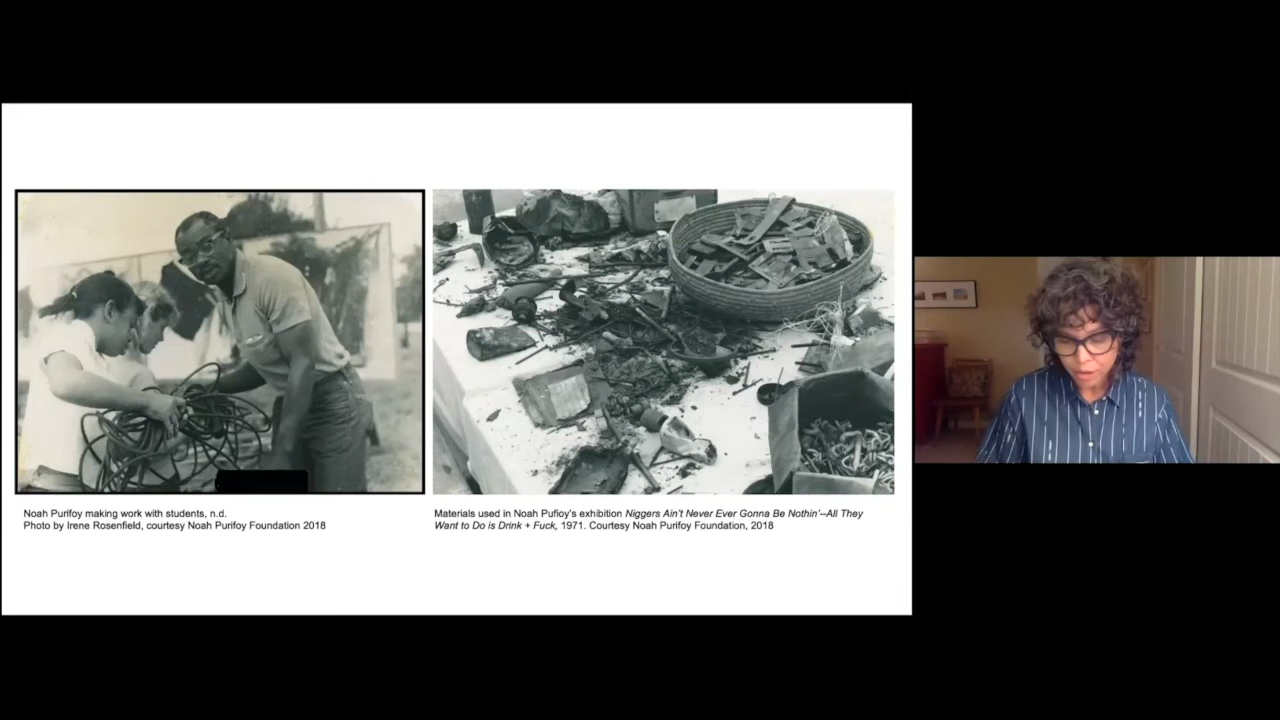 Noah Purifoy making work with students, n.d.
Photo by Irene Rosenfield, courtesy Noah Purifoy Foundation 2018
Materials used in Noah Pufioy's exhibition Niggers Ain't Never Ever Gonna Be Nothin'--All They
Want to Do is Drink + Fuck, 1971. Courtesy Noah Purifoy Foundation, 2018